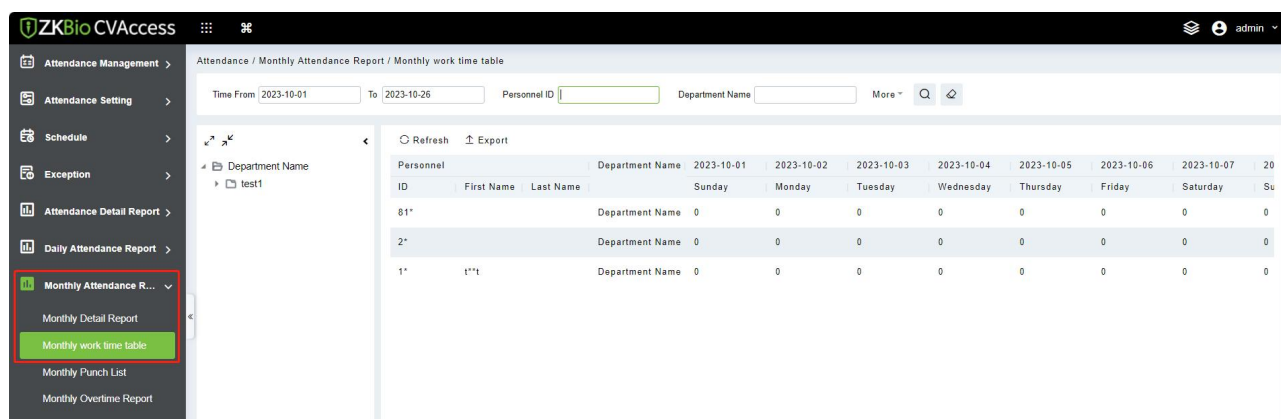 ZKBio CVAccess
admin
Attendance Management
Attendance Setting
Schedule
Exception
Attendance Detail Report
Daily Attendance Report
Monthly Attendance R...
Monthly Detail Report
Monthly work time table
Monthly Punch List
Monthly Overtime Report
Attendance / Monthly Attendance Report / Monthly work time table
Time From 2023-10-01 To 2023-10-26 Personnel ID Department Name More
Department Name
test1
Refresh Export
Personnel Department Name 2023-10-01 2023-10-02 2023-10-03 2023-10-04 2023-10-05 2023-10-06 2023-10-07 20
ID First Name Last Name Sunday Monday Tuesday Wednesday Thursday Friday Saturday Su
81* Department Name 0 0 0 0 0 0 0 0
2* Department Name 0 0 0 0 0 0 0 0
1* t**t Department Name 0 0 0 0 0 0 0 0